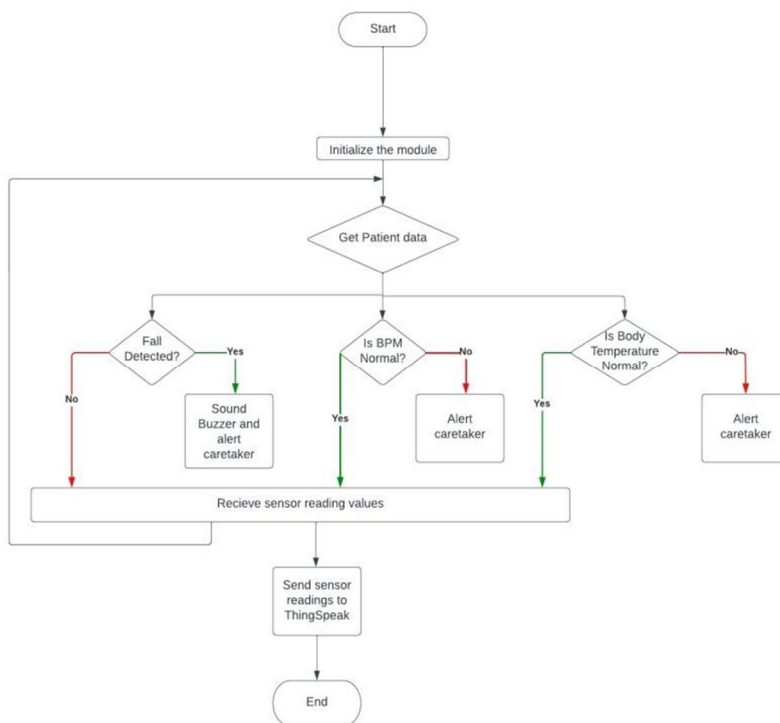 Start
Initialize the module
Get Patient data
Fall
Detected?
Yes
No
Is BPM
Normal?
No
Yes
Is Body
Temperature
Normal?
No
Yes
Sound
Buzzer and
alert
caretaker
Alert
caretaker
Alert
caretaker
Recieve sensor reading values
Send sensor
readings to
ThingSpeak
End